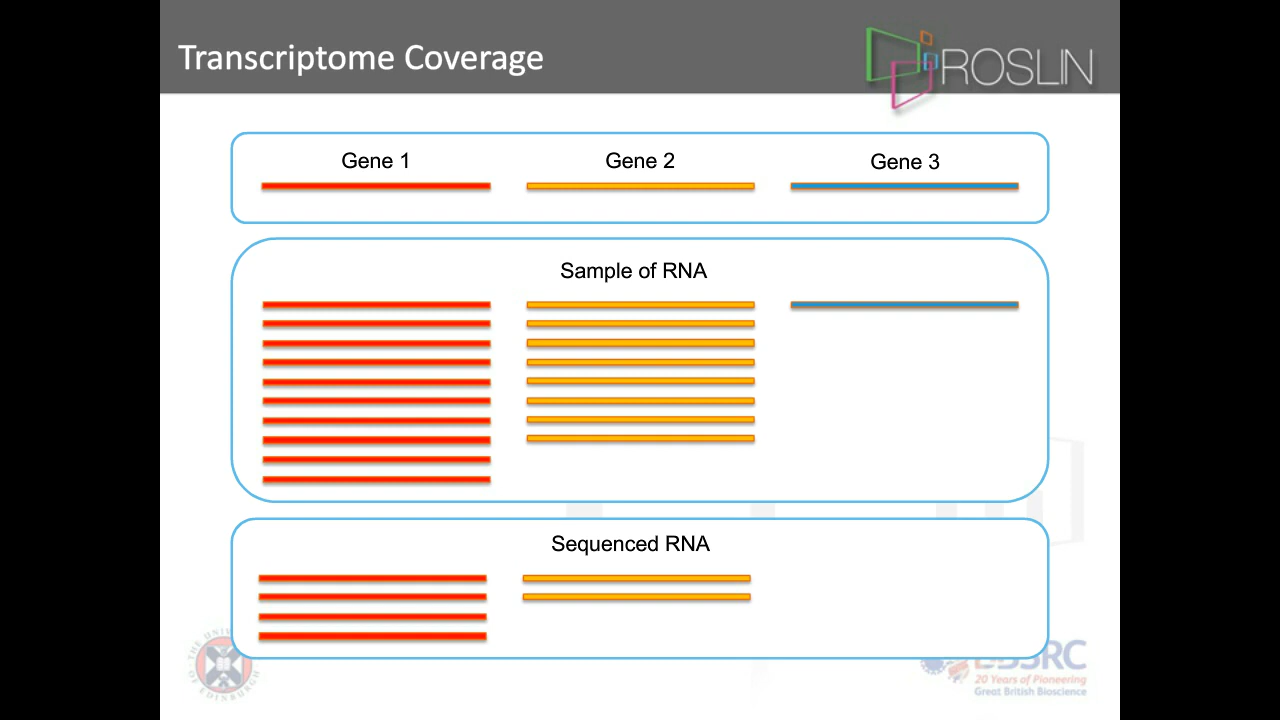 Transcriptome Coverage
ROSLIN
Gene 1
Gene 2
Gene 3
Sample of RNA
Sequenced RNA
20 Years of Pioneering
Great British Bioscience